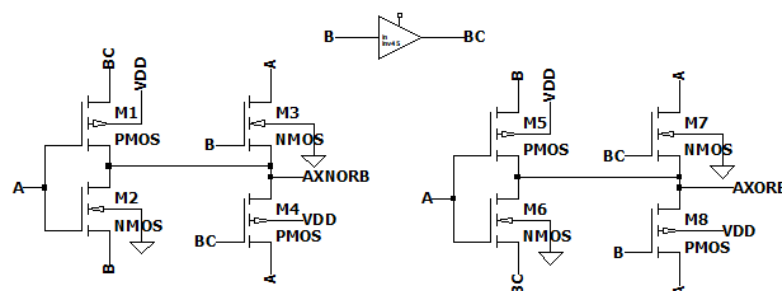 B
In
Inv45
BC
BC
VDD
M1
PMOS
A
M3
B
NMOS
A
M2
NMOS
B
AXNORB
M4
VDD
BC
PMOS
A
B
VDD
M5
PMOS
A
M7
BC
NMOS
A
M6
NMOS
BC
AXORB
M8
VDD
B
PMOS
A